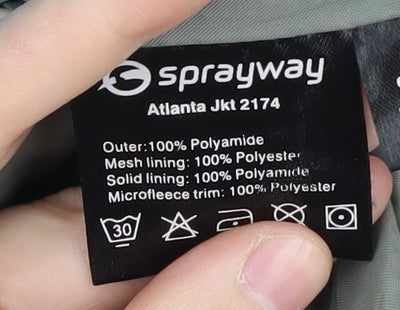 sprayway
Atlanta Jkt 2174
Outer:100% Polyamide
Mesh lining: 100% Polyester
Solid lining: 100% Polyamide
Microfleece trim: 100% Polyester
30